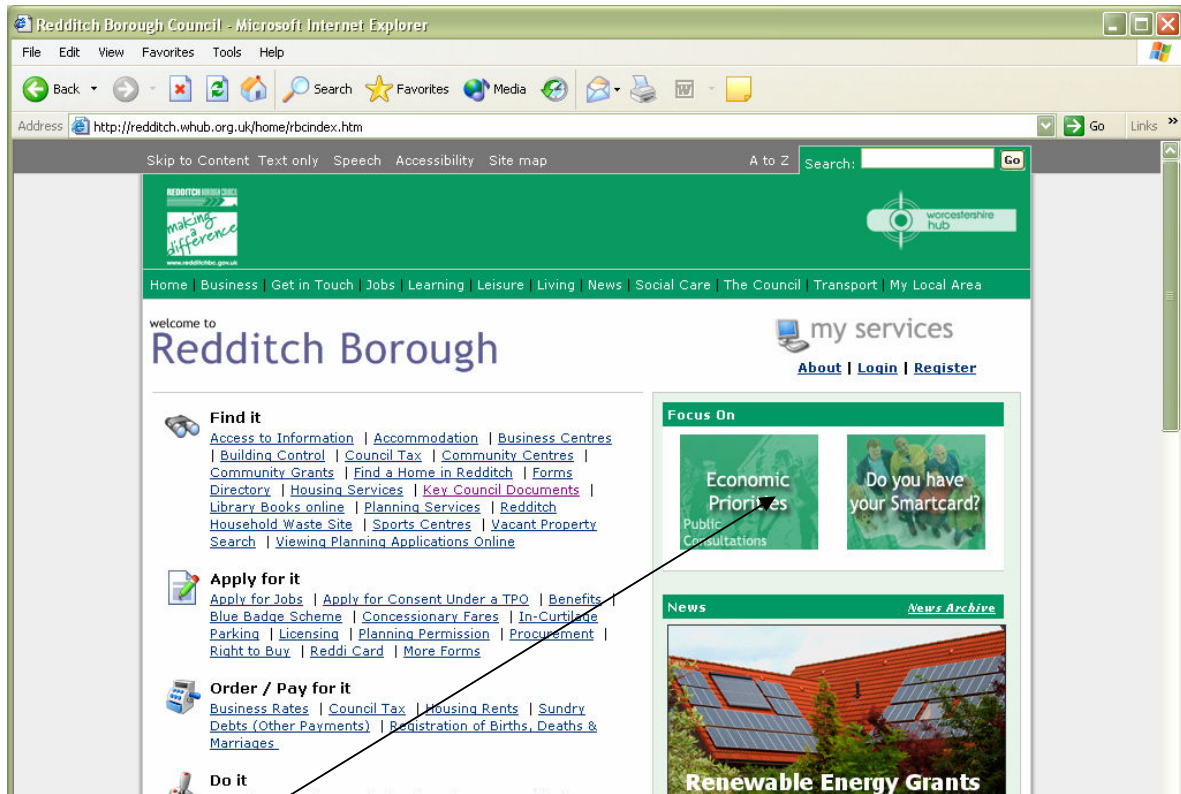 Redditch Borough Council - Microsoft Internet Explorer
File Edit View Favorites Tools Help
Back Search Favorites Media
Address http://redditch.whub.org.uk/home/rbcindex.htm Go Links »
Skip to Content Text only Speech Accessibility Site map A to Z Search: Go
REDDITCH BOROUGH COUNCIL
making
a
difference
www.redditchbc.gov.uk
worcestershire
hub
Home | Business | Get in Touch | Jobs | Learning | Leisure | Living | News | Social Care | The Council | Transport | My Local Area
welcome to
Redditch Borough
my services
About | Login | Register
Find it
Access to Information | Accommodation | Business Centres
| Building Control | Council Tax | Community Centres |
Community Grants | Find a Home in Redditch | Forms
Directory | Housing Services | Key Council Documents |
Library Books online | Planning Services | Redditch
Household Waste Site | Sports Centres | Vacant Property
Search | Viewing Planning Applications Online
Apply for it
Apply for Jobs | Apply for Consent Under a TPO | Benefits |
Blue Badge Scheme | Concessionary Fares | In-Curtilage
Parking | Licensing | Planning Permission | Procurement |
Right to Buy | Reddi Card | More Forms
Order / Pay for it
Business Rates | Council Tax | Housing Rents | Sundry
Debts (Other Payments) | Registration of Births, Deaths &
Marriages
Do it
Focus On
Economic
Priorities
Public
Consultations
Do you have
your Smartcard?
News News Archive
Renewable Energy Grants